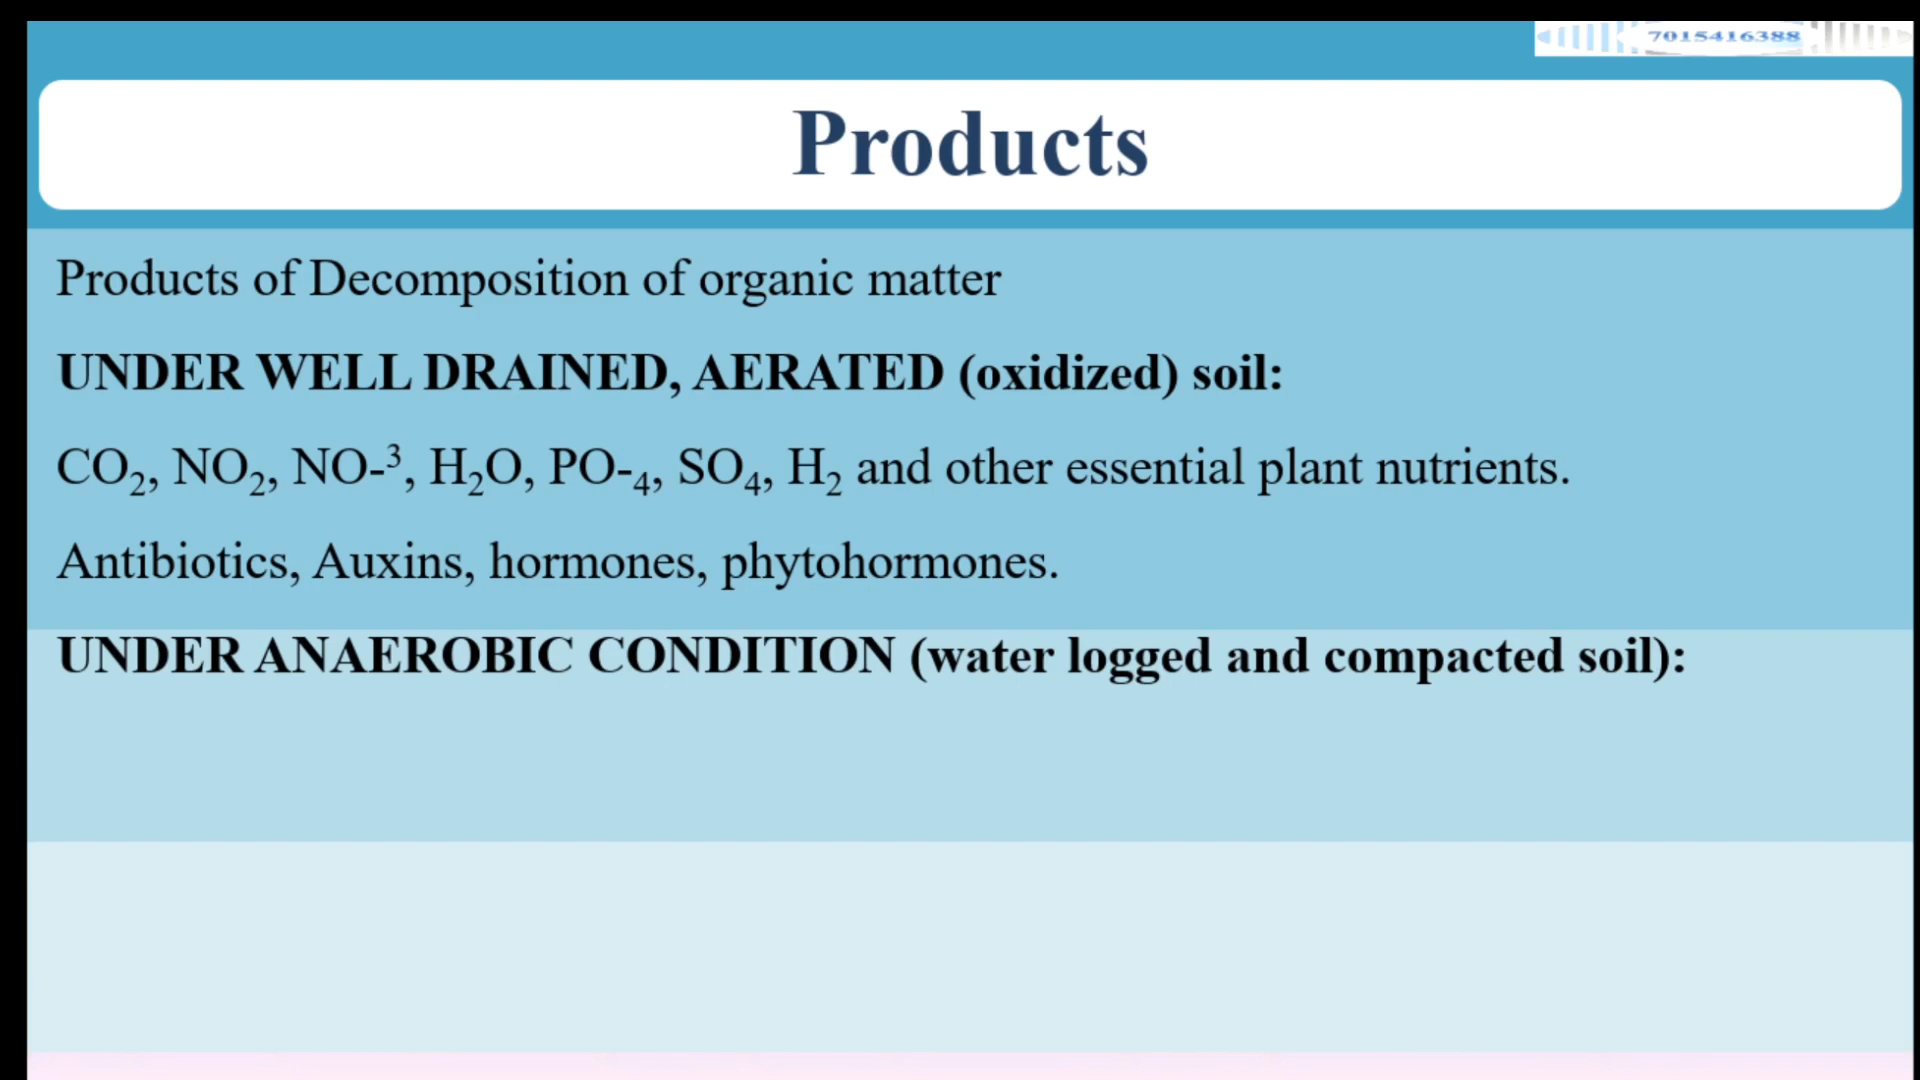 7015416388
Products
Products of Decomposition of organic matter
UNDER WELL DRAINED, AERATED (oxidized) soil:
CO₂, NO₂, NO-³, H₂O, PO-₄, SO₄, H₂ and other essential plant nutrients.
Antibiotics, Auxins, hormones, phytohormones.
UNDER ANAEROBIC CONDITION (water logged and compacted soil):